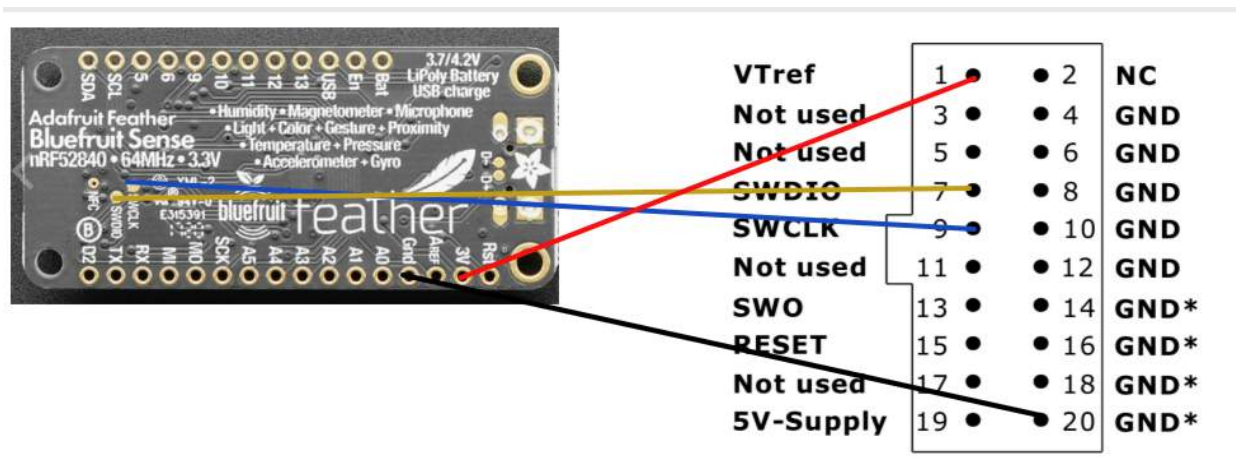 SDA SCL 5 6 9 10 11 12 13 USB En Bat
3.7/4.2V
LiPoly Battery
USB charge
Adafruit Feather
Bluefruit Sense
nRF52840 • 64MHz • 3.3V
• Humidity • Magnetometer • Microphone
• Light + Color + Gesture + Proximity
• Temperature + Pressure
• Accelerometer + Gyro
D- D+
NFC
SWDIO
SWCLK
E315391
B
bluefruit
feather
D2 TX RX MI MO SCK A5 A4 A3 A2 A1 A0 Gnd AREF 3V Rst
VTref 1 2 NC
Not used 3 4 GND
Not used 5 6 GND
SWDIO 7 8 GND
SWCLK 9 10 GND
Not used 11 12 GND
SWO 13 14 GND*
RESET 15 16 GND*
Not used 17 18 GND*
5V-Supply 19 20 GND*